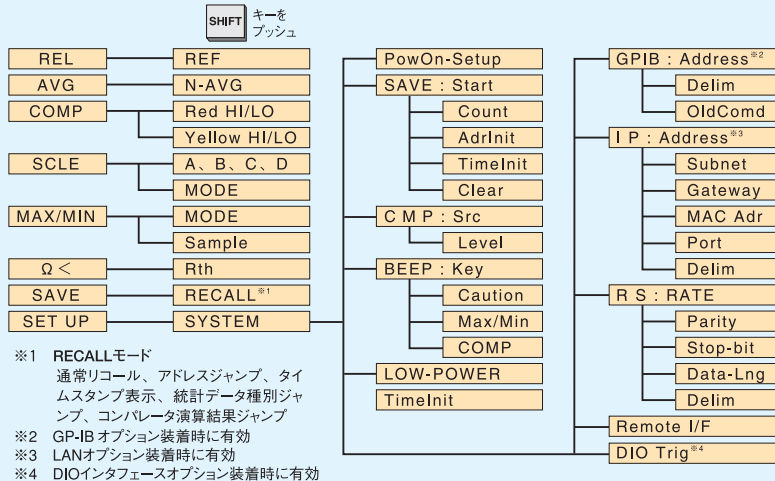 SHIFT キーを
プッシュ
REL REF
AVG N-AVG
COMP Red HI/LO
Yellow HI/LO
SCLE A、B、C、D
MODE
MAX/MIN MODE
Sample
Ω＜ Rth
SAVE RECALL※1
SET UP SYSTEM
PowOn-Setup
SAVE : Start
Count
AdrInit
TimeInit
Clear
CMP : Src
Level
BEEP : Key
Caution
Max/Min
COMP
LOW-POWER
TimeInit
GPIB : Address※2
Delim
OldComd
IP : Address※3
Subnet
Gateway
MAC Adr
Port
Delim
RS : RATE
Parity
Stop-bit
Data-Lng
Delim
Remote I/F
DIO Trig※4
※1 RECALLモード
通常リコール、アドレスジャンプ、タイ
ムスタンプ表示、統計データ種別ジャ
ンプ、コンパレータ演算結果ジャンプ
※2 GP-IBオプション装着時に有効
※3 LANオプション装着時に有効
※4 DIOインタフェースオプション装着時に有効